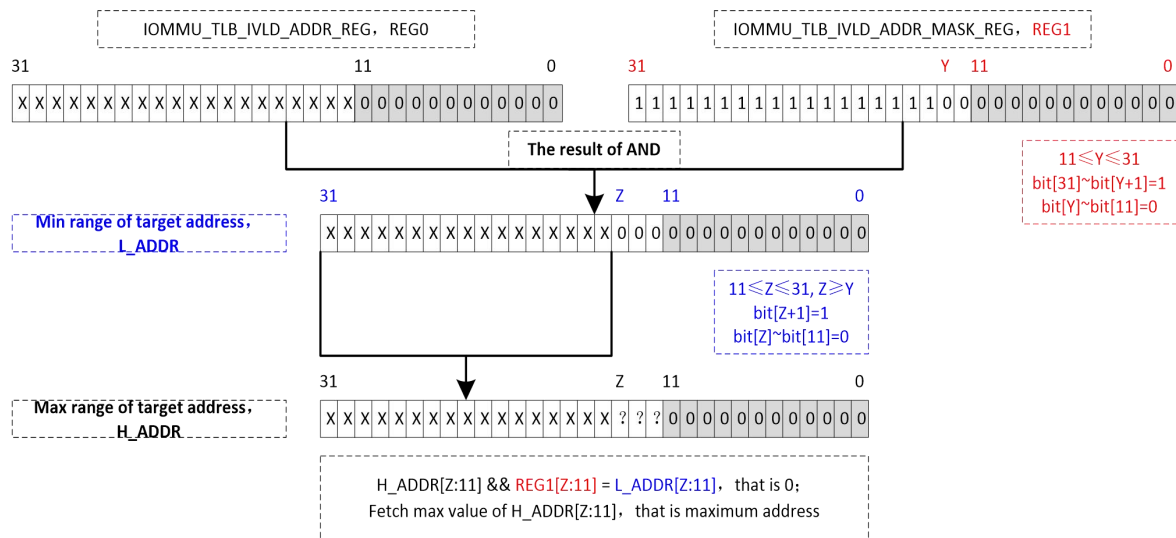 IOMMU_TLB_IVLD_ADDR_REG，REG0
IOMMU_TLB_IVLD_ADDR_MASK_REG，REG1
31 11 0
31 Y 11 0
X X X X X X X X X X X X X X X X X X X X 0 0 0 0 0 0 0 0 0 0 0 0
1 1 1 1 1 1 1 1 1 1 1 1 1 1 1 1 1 1 0 0 0 0 0 0 0 0 0 0 0 0 0 0
The result of AND
11≤Y≤31
bit[31]~bit[Y+1]=1
bit[Y]~bit[11]=0
31 Z 11 0
Min range of target address，
L_ADDR
X X X X X X X X X X X X X X X X X 0 0 0 0 0 0 0 0 0 0 0 0 0 0 0
11≤Z≤31, Z≥Y
bit[Z+1]=1
bit[Z]~bit[11]=0
31 Z 11 0
Max range of target address，
H_ADDR
X X X X X X X X X X X X X X X X X ? ? ? 0 0 0 0 0 0 0 0 0 0 0 0
H_ADDR[Z:11] && REG1[Z:11] = L_ADDR[Z:11]，that is 0;
Fetch max value of H_ADDR[Z:11]，that is maximum address